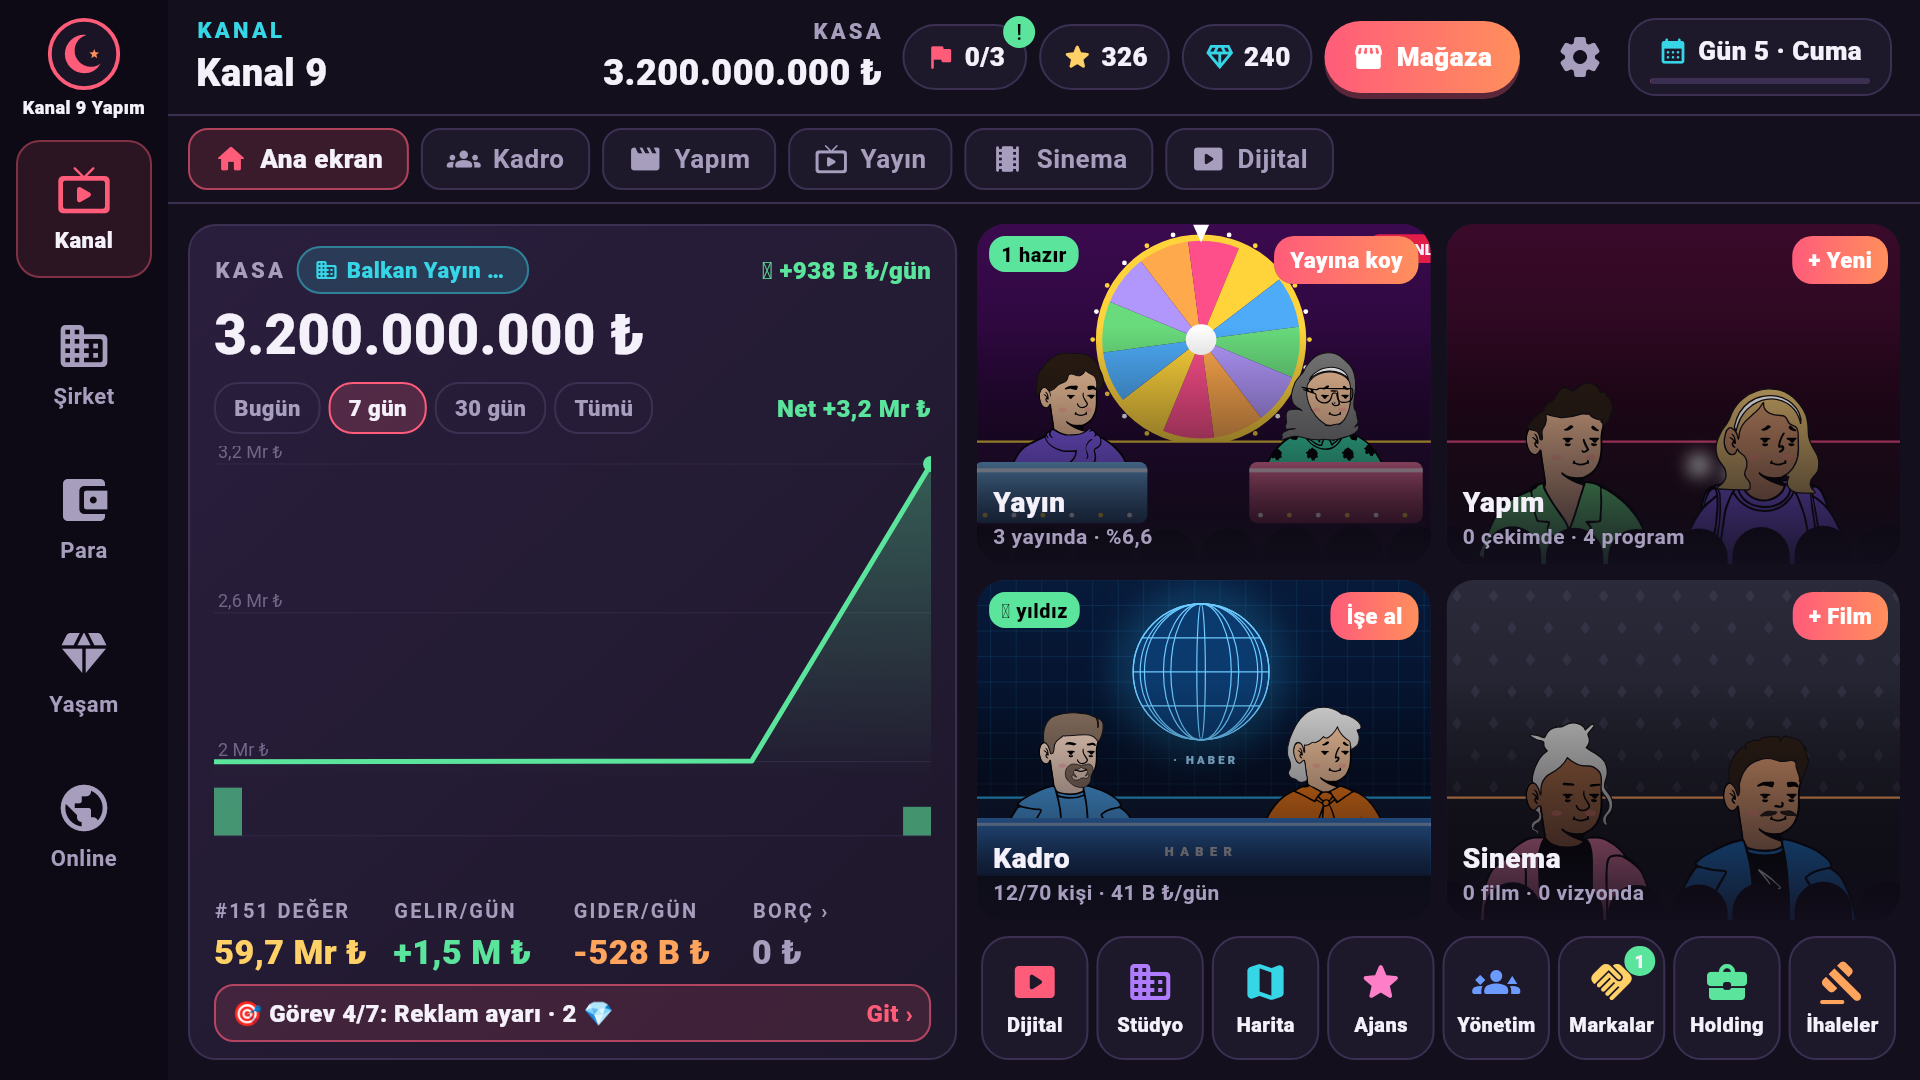 Kanal 9 Yapım
Kanal
Şirket
Para
Yaşam
Online
KANAL
Kanal 9
KASA
3.200.000.000 ₺
!
0/3
326
240
Mağaza
Gün 5 · Cuma
Ana ekran
Kadro
Yapım
Yayın
Sinema
Dijital
KASA
Balkan Yayın ...
+938 B ₺/gün
3.200.000.000 ₺
Bugün
7 gün
30 gün
Tümü
Net +3,2 Mr ₺
3,2 Mr ₺
2,6 Mr ₺
2 Mr ₺
#151 DEĞER
GELIR/GÜN
GIDER/GÜN
BORÇ ›
59,7 Mr ₺
+1,5 M ₺
-528 B ₺
0 ₺
🎯 Görev 4/7: Reklam ayarı · 2 💎
Git ›
1 hazır
Yayına koy
Yayın
3 yayında · %6,6
+ Yeni
Yapım
0 çekimde · 4 program
yıldız
İşe al
· HABER
HABER
Kadro
12/70 kişi · 41 B ₺/gün
+ Film
Sinema
0 film · 0 vizyonda
Dijital
Stüdyo
Harita
Ajans
Yönetim
1
Markalar
Holding
İhaleler